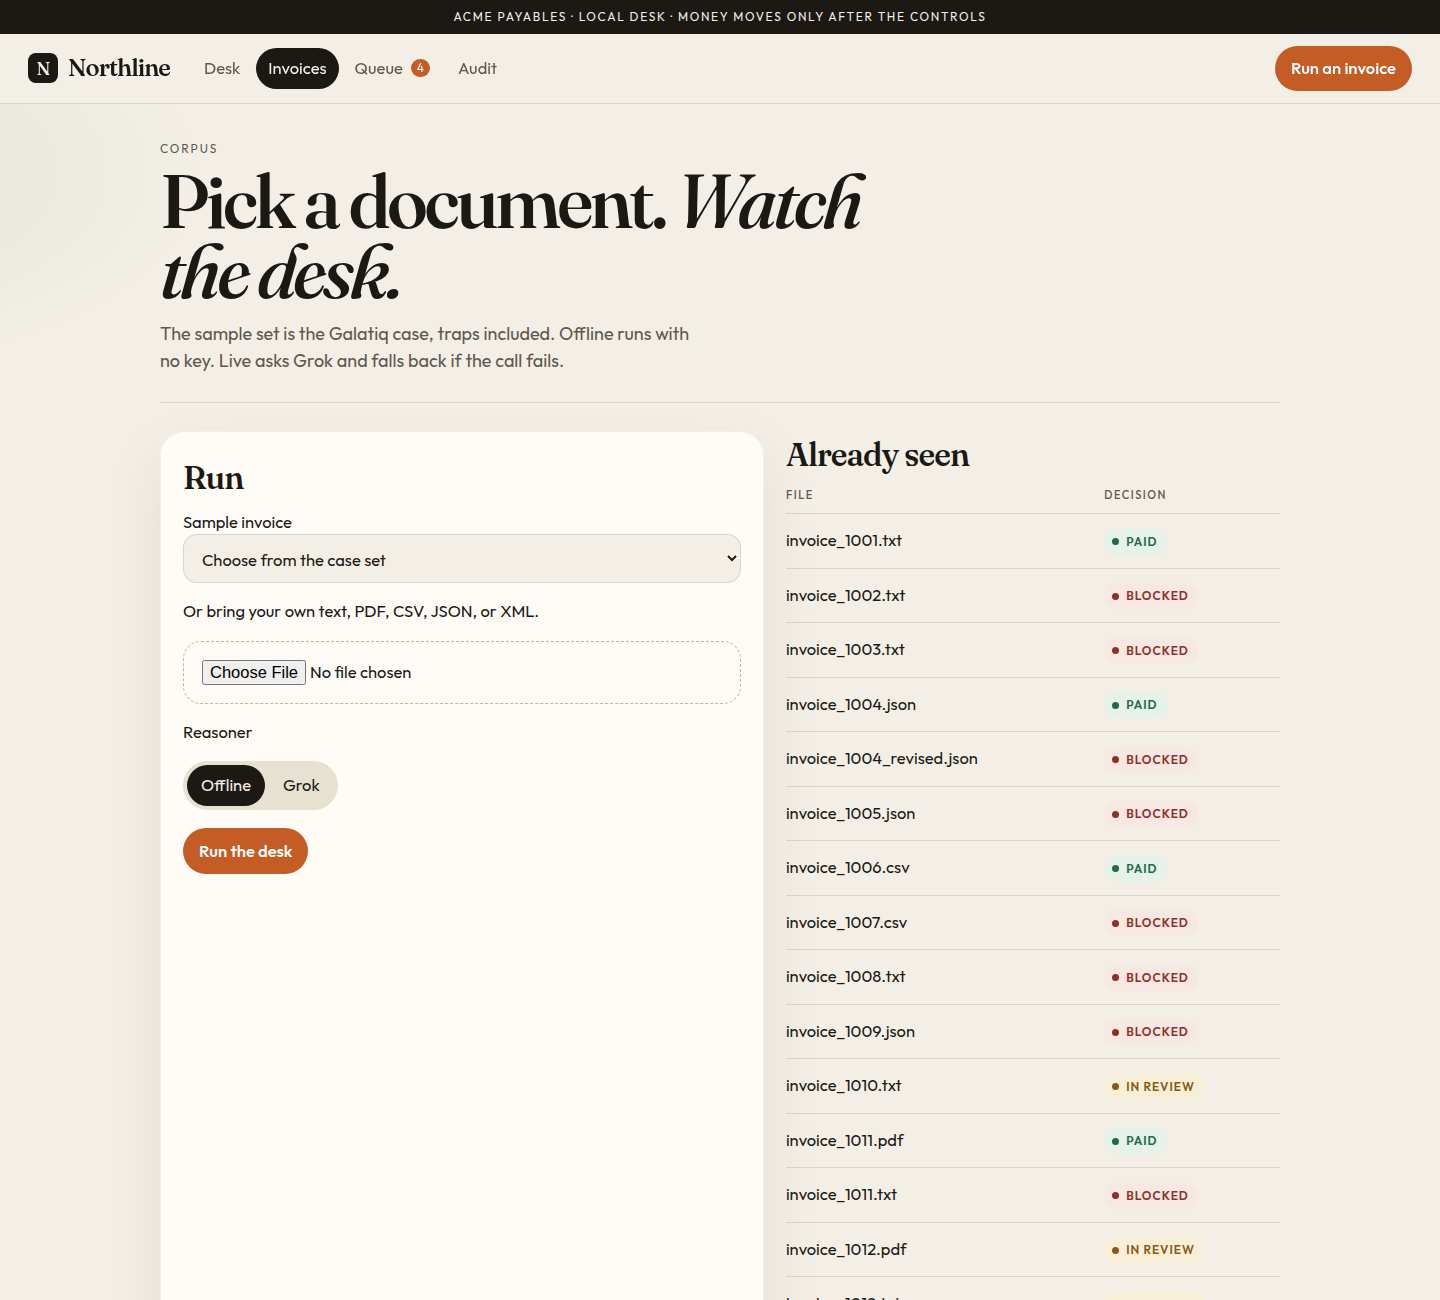 ACME PAYABLES · LOCAL DESK · MONEY MOVES ONLY AFTER THE CONTROLS
N Northline Desk Invoices Queue 4 Audit Run an invoice
CORPUS
Pick a document. Watch
the desk.
The sample set is the Galatiq case, traps included. Offline runs with
no key. Live asks Grok and falls back if the call fails.
Run
Sample invoice
Choose from the case set
Or bring your own text, PDF, CSV, JSON, or XML.
Choose File No file chosen
Reasoner
Offline Grok
Run the desk
Already seen
FILE DECISION
invoice_1001.txt PAID
invoice_1002.txt BLOCKED
invoice_1003.txt BLOCKED
invoice_1004.json PAID
invoice_1004_revised.json BLOCKED
invoice_1005.json BLOCKED
invoice_1006.csv PAID
invoice_1007.csv BLOCKED
invoice_1008.txt BLOCKED
invoice_1009.json BLOCKED
invoice_1010.txt IN REVIEW
invoice_1011.pdf PAID
invoice_1011.txt BLOCKED
invoice_1012.pdf IN REVIEW